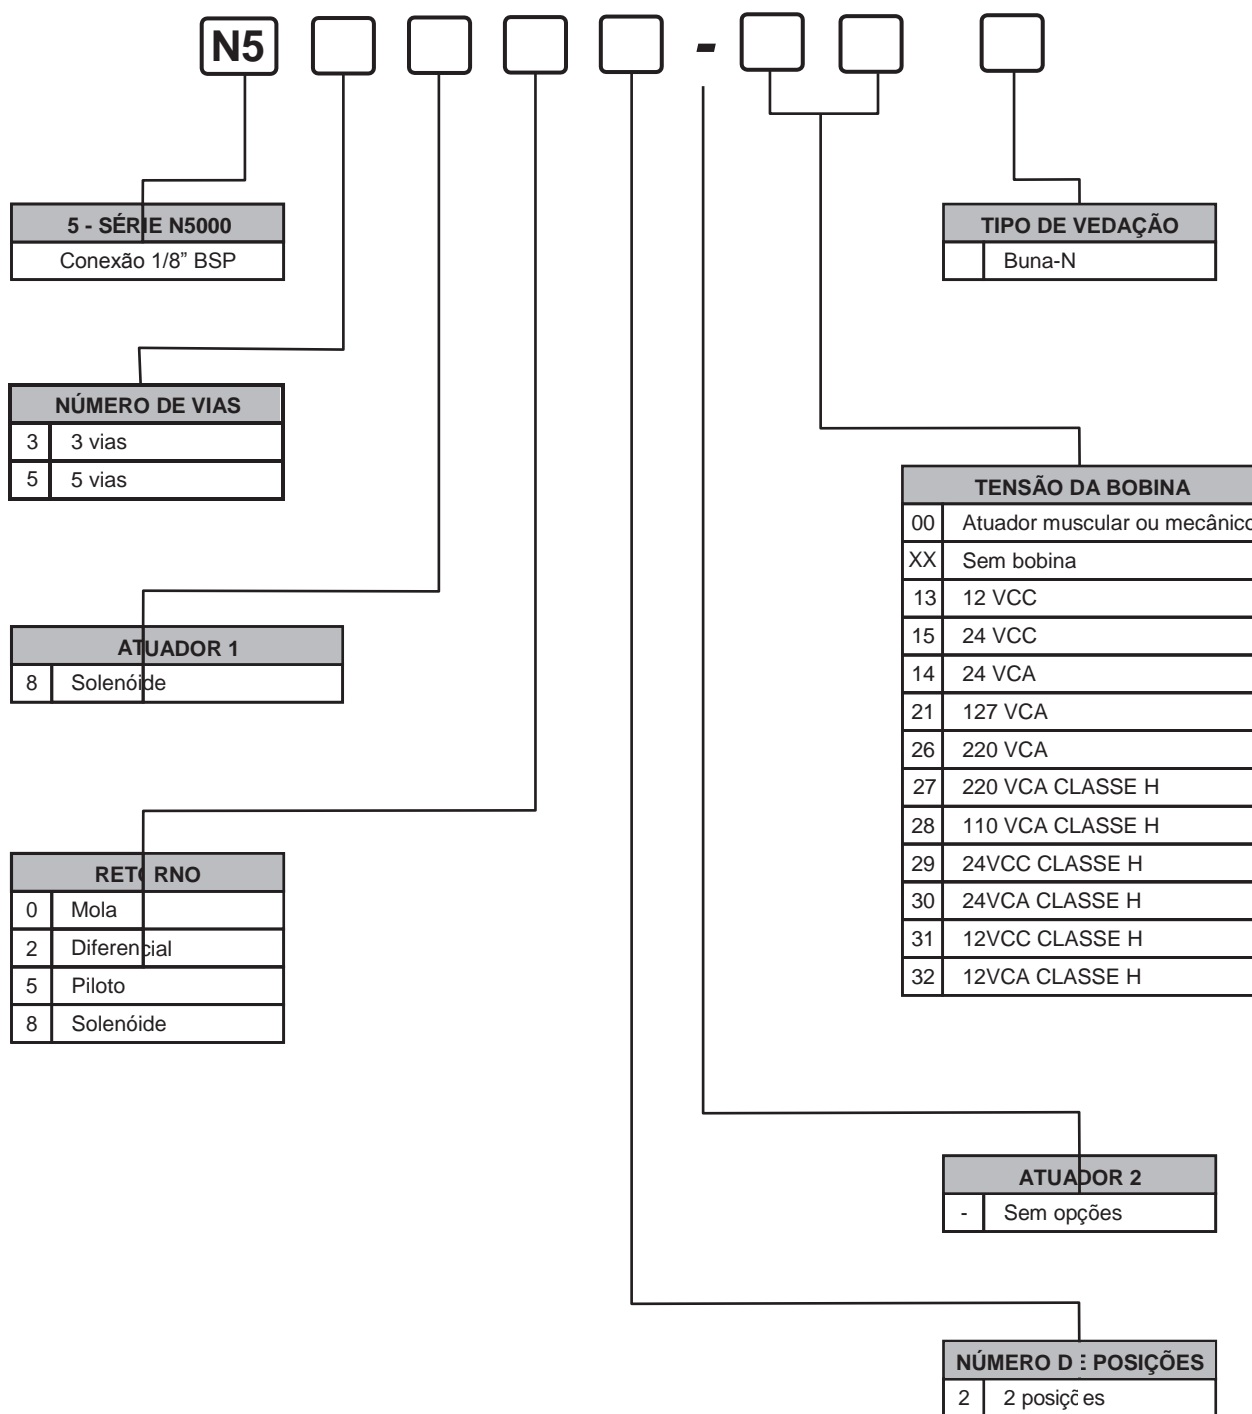 N5 -
5 - SÉRIE N5000
Conexão 1/8” BSP
TIPO DE VEDAÇÃO
Buna-N
NÚMERO DE VIAS
3 3 vias
5 5 vias
TENSÃO DA BOBINA
00 Atuador muscular ou mecânico
XX Sem bobina
13 12 VCC
15 24 VCC
14 24 VCA
21 127 VCA
26 220 VCA
27 220 VCA CLASSE H
28 110 VCA CLASSE H
29 24VCC CLASSE H
30 24VCA CLASSE H
31 12VCC CLASSE H
32 12VCA CLASSE H
ATUADOR 1
8 Solenóide
RETORNO
0 Mola
2 Diferencial
5 Piloto
8 Solenóide
ATUADOR 2
- Sem opções
NÚMERO DE POSIÇÕES
2 2 posições